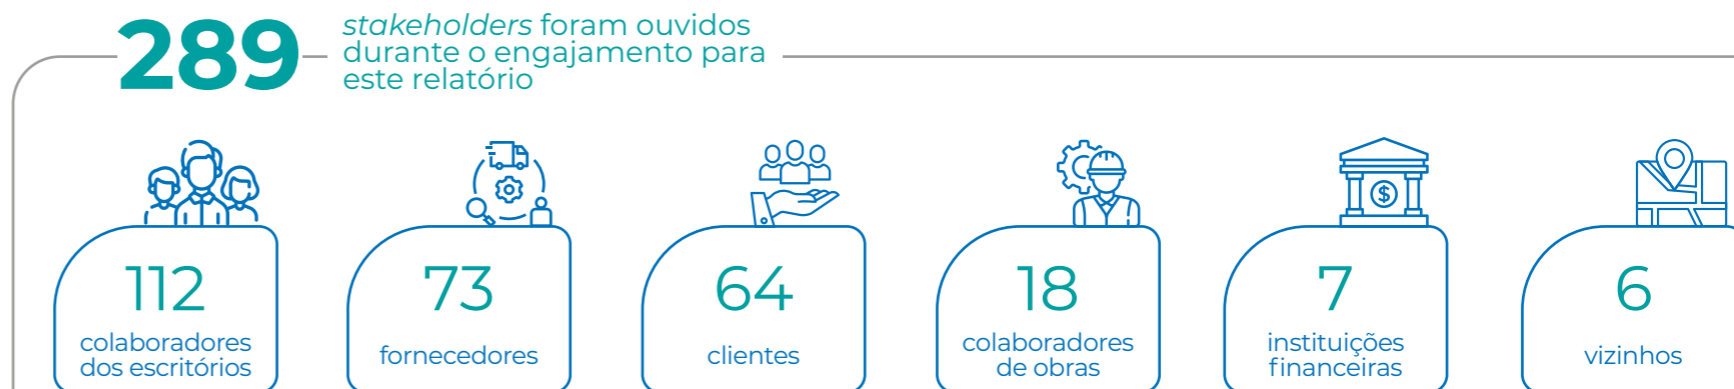 289
stakeholders foram ouvidos
durante o engajamento para
este relatório
112
colaboradores
dos escritórios
73
fornecedores
64
clientes
18
colaboradores
de obras
7
instituições
financeiras
6
vizinhos